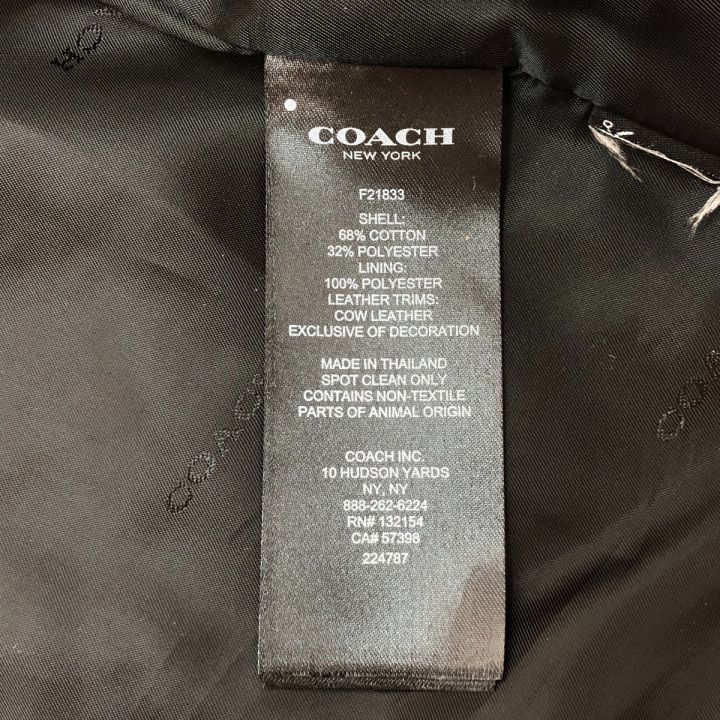 COACH
COACH
NEW YORK
F21833
SHELL:
68% COTTON
32% POLYESTER
LINING:
100% POLYESTER
LEATHER TRIMS:
COW LEATHER
EXCLUSIVE OF DECORATION
MADE IN THAILAND
SPOT CLEAN ONLY
CONTAINS NON-TEXTILE
PARTS OF ANIMAL ORIGIN
COACH INC.
10 HUDSON YARDS
NY, NY
888-262-6224
RN# 132154
CA# 57398
224787